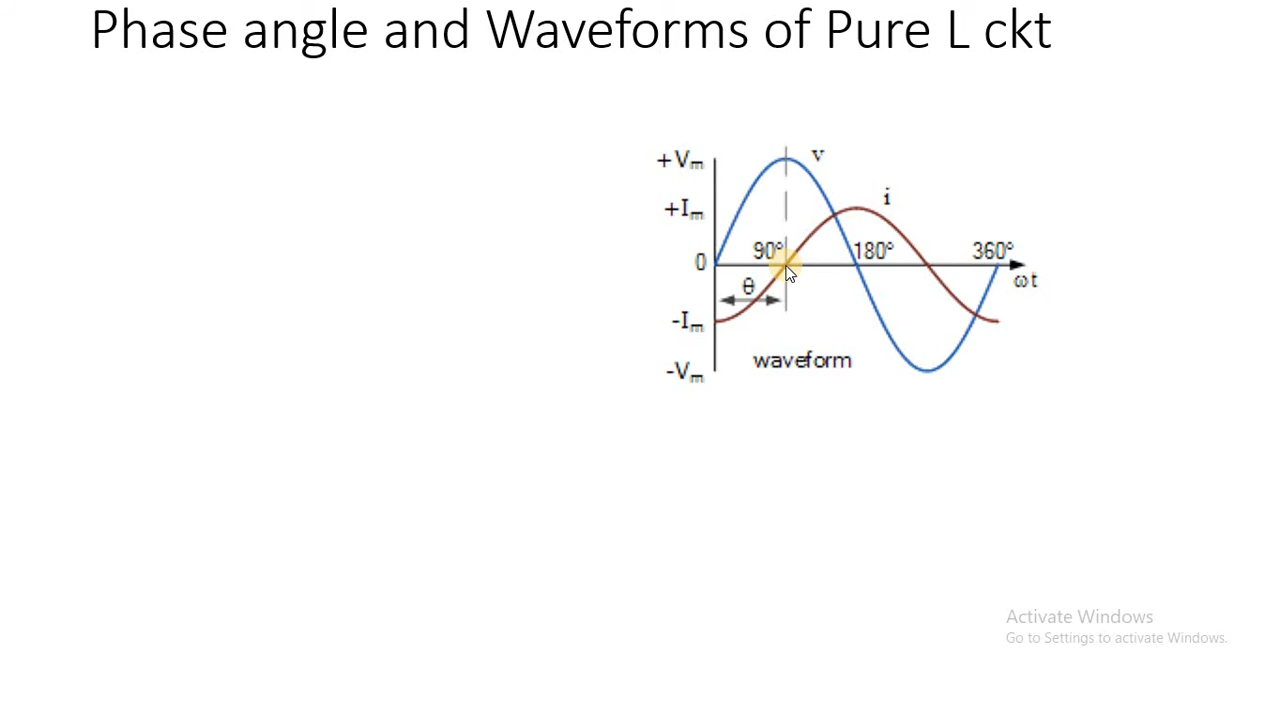 Phase angle and Waveforms of Pure L ckt
+Vm
v
+Im
i
90°
180°
360°
0
ωt
θ
-Im
waveform
-Vm
Activate Windows
Go to Settings to activate Windows.